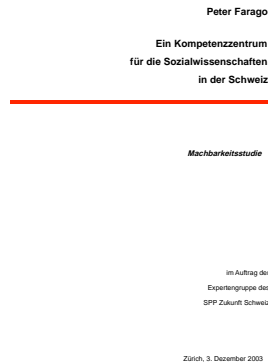 Peter Farago
Ein Kompetenzzentrum
für die Sozialwissenschaften
in der Schweiz
Machbarkeitsstudie
im Auftrag der
Expertengruppe des
SPP Zukunft Schweiz
Zürich, 3. Dezember 2003